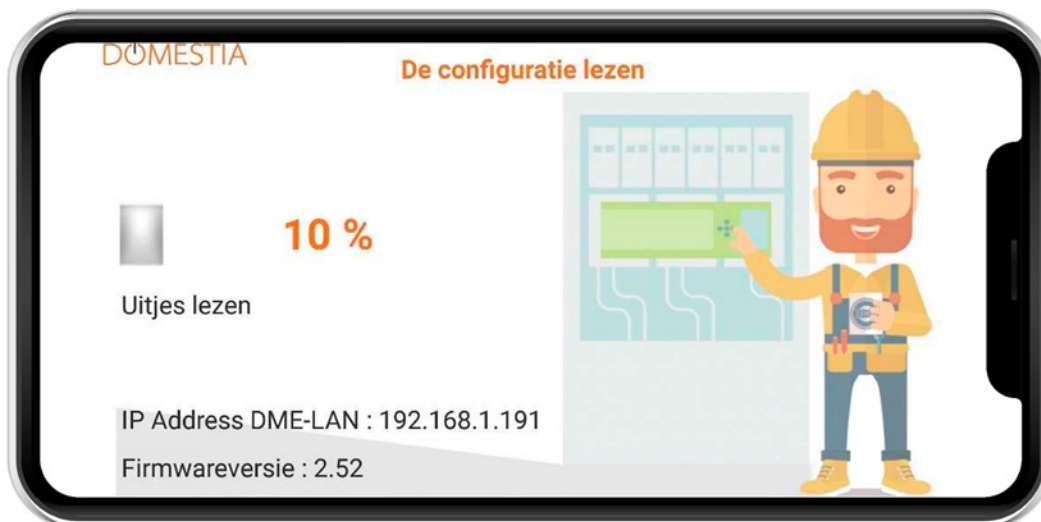 DOMESTIA
De configuratie lezen
10 %
Uitjes lezen
IP Address DME-LAN : 192.168.1.191
Firmwareversie : 2.52